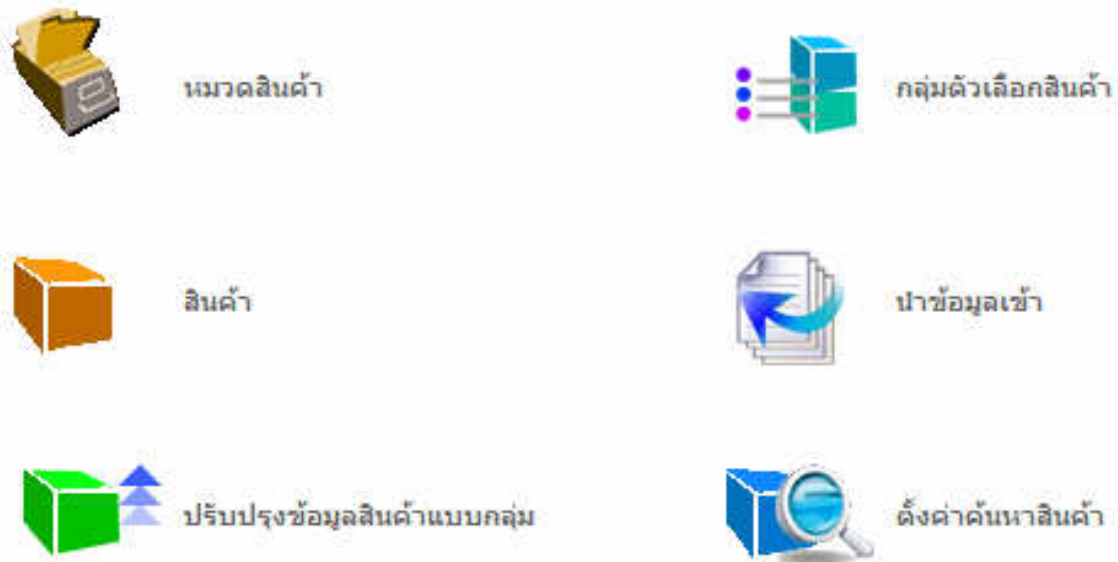 หมวดสินค้า
กลุ่มตัวเลือกสินค้า
สินค้า
นำข้อมูลเข้า
ปรับปรุงข้อมูลสินค้าแบบกลุ่ม
ตั้งค่าค้นหาสินค้า